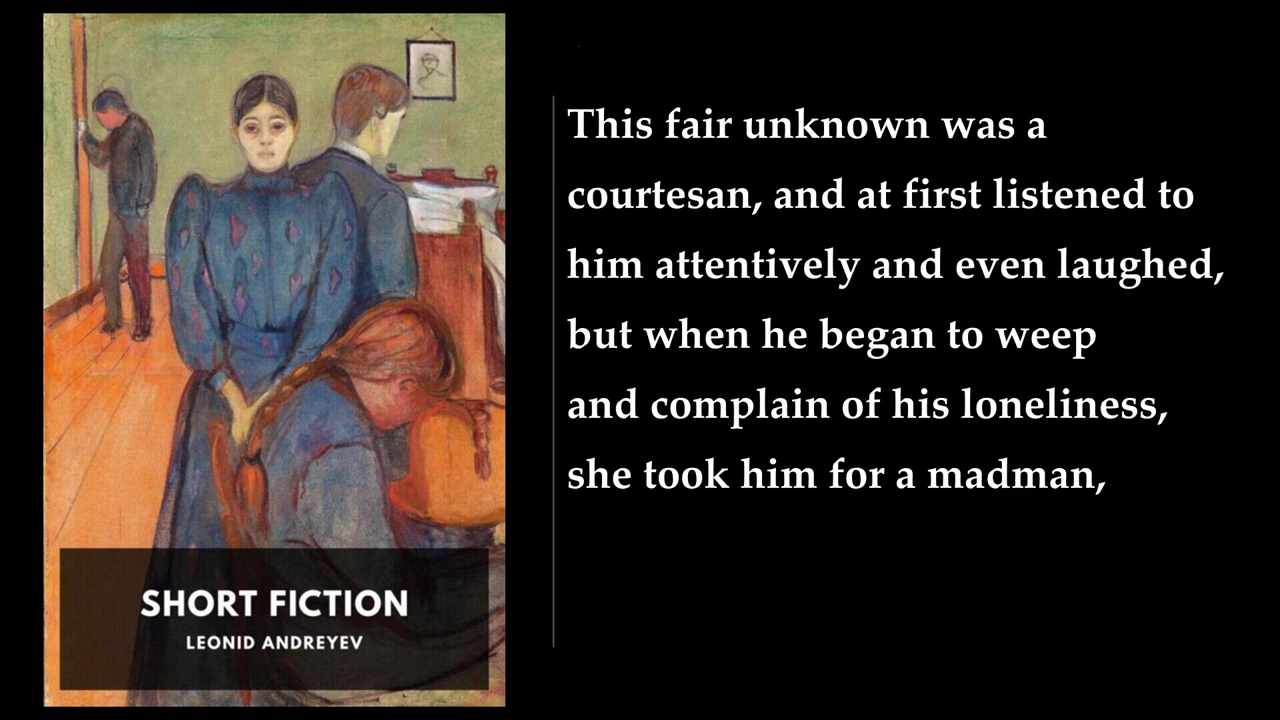 SHORT FICTION
LEONID ANDREYEV
This fair unknown was a
courtesan, and at first listened to
him attentively and even laughed,
but when he began to weep
and complain of his loneliness,
she took him for a madman,